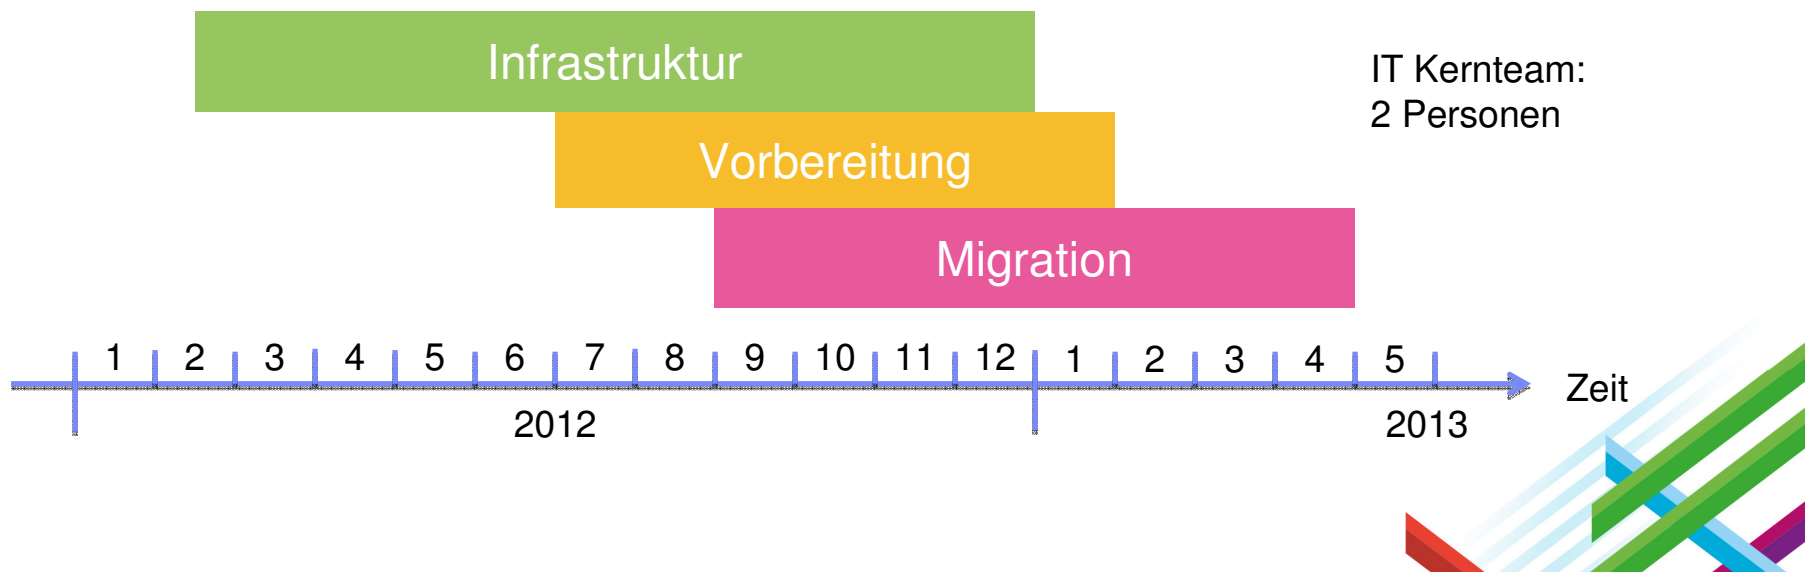 Infrastruktur
IT Kernteam:
2 Personen
Vorbereitung
Migration
1 2 3 4 5 6 7 8 9 10 11 12 1 2 3 4 5
Zeit
2012 2013